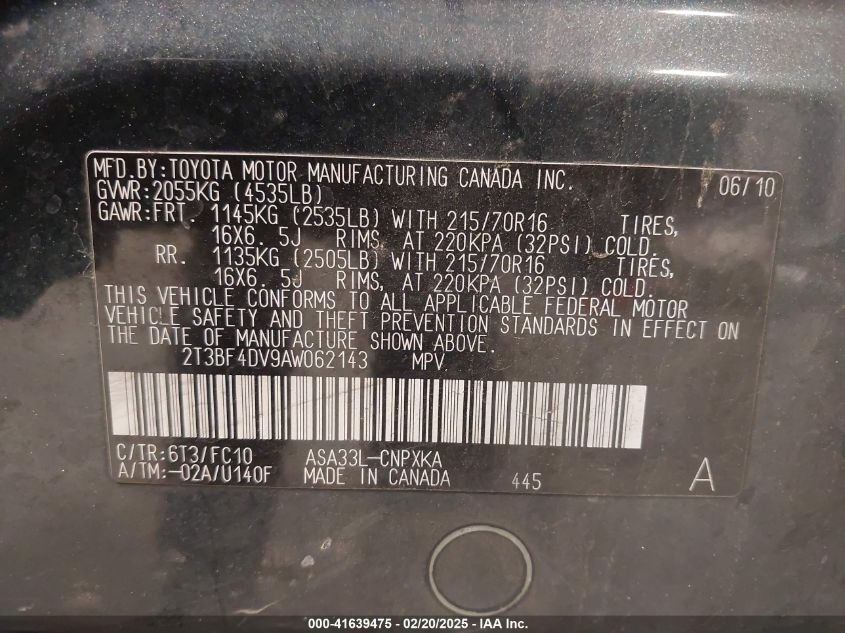 MFD.BY:TOYOTA MOTOR MANUFACTURING CANADA INC. 06/10
GVWR:2055KG (4535LB)
GAWR:FRT. 1145KG (2535LB) WITH 215/70R16 TIRES,
16X6. 5J RIMS, AT 220KPA (32PSI) COLD.
RR. 1135KG (2505LB) WITH 215/70R16 TIRES,
16X6. 5J RIMS, AT 220KPA (32PSI) COLD.
THIS VEHICLE CONFORMS TO ALL APPLICABLE FEDERAL MOTOR
VEHICLE SAFETY AND THEFT PREVENTION STANDARDS IN EFFECT ON
THE DATE OF MANUFACTURE SHOWN ABOVE.
2T3BF4DV9AW062143 MPV.
C/TR:6T3/FC10 ASA33L-CNPXKA
A/TM:-02A/U140F MADE IN CANADA 445 A
000-41639475 - 02/20/2025 - IAA Inc.